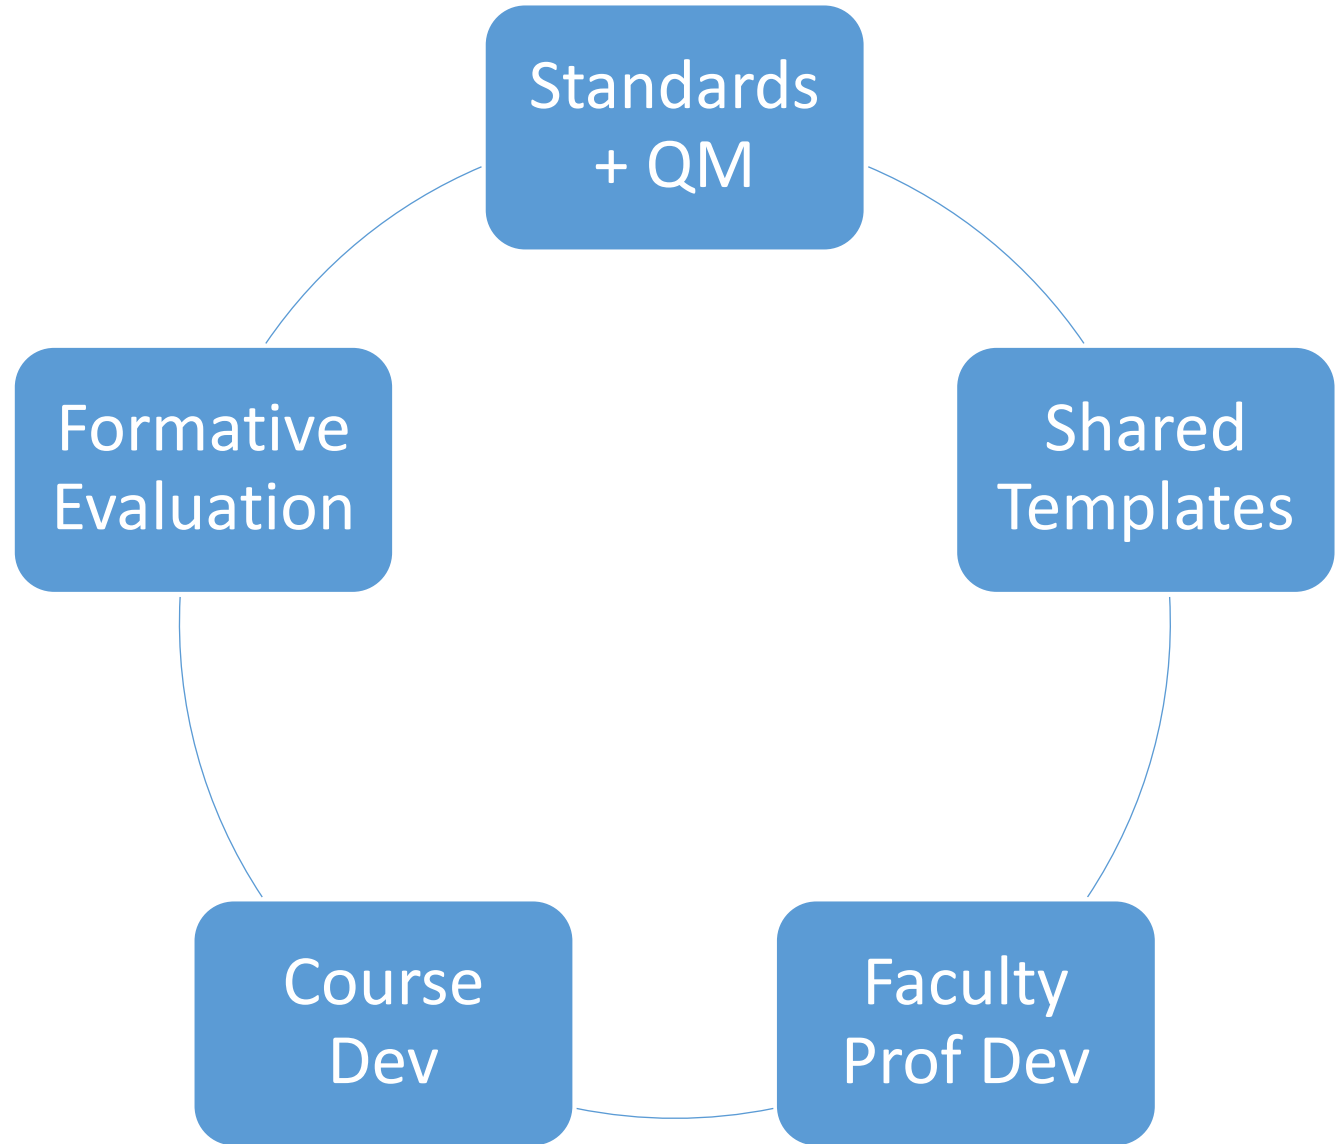 Standards
+ QM
Shared
Templates
Faculty
Prof Dev
Course
Dev
Formative
Evaluation